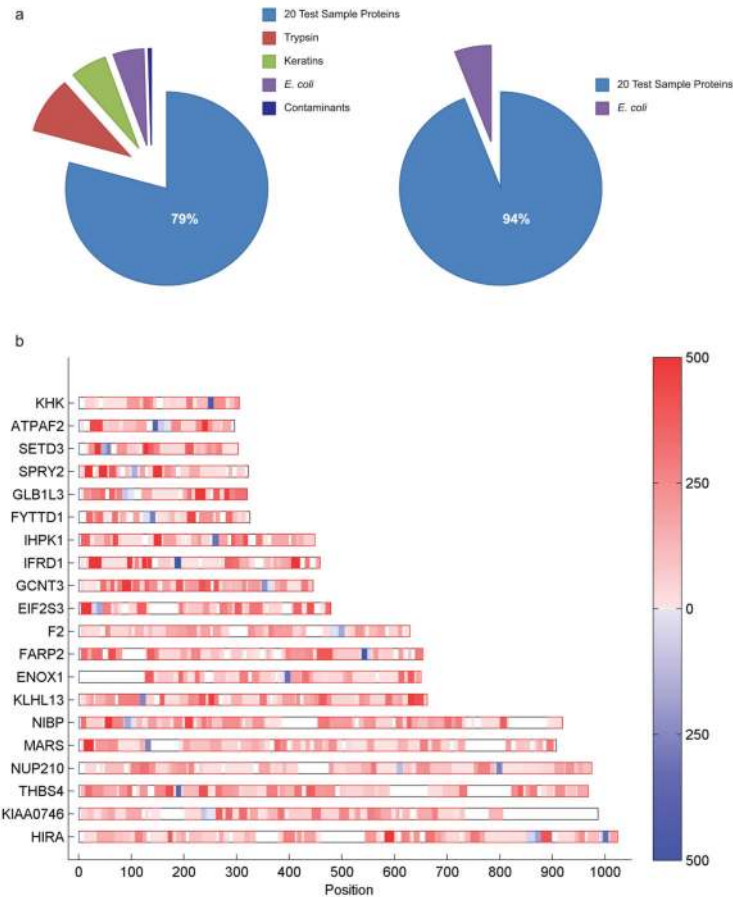 a
20 Test Sample Proteins
Trypsin
Keratins
E. coli
Contaminants
79%
20 Test Sample Proteins
E. coli
94%
b
KHK
ATPAF2
SETD3
SPRY2
GLB1L3
FYTTD1
IHPK1
IFRD1
GCNT3
EIF2S3
F2
FARP2
ENOX1
KLHL13
NIBP
MARS
NUP210
THBS4
KIAA0746
HIRA
0 100 200 300 400 500 600 700 800 900 1000
Position
500
250
0
250
500